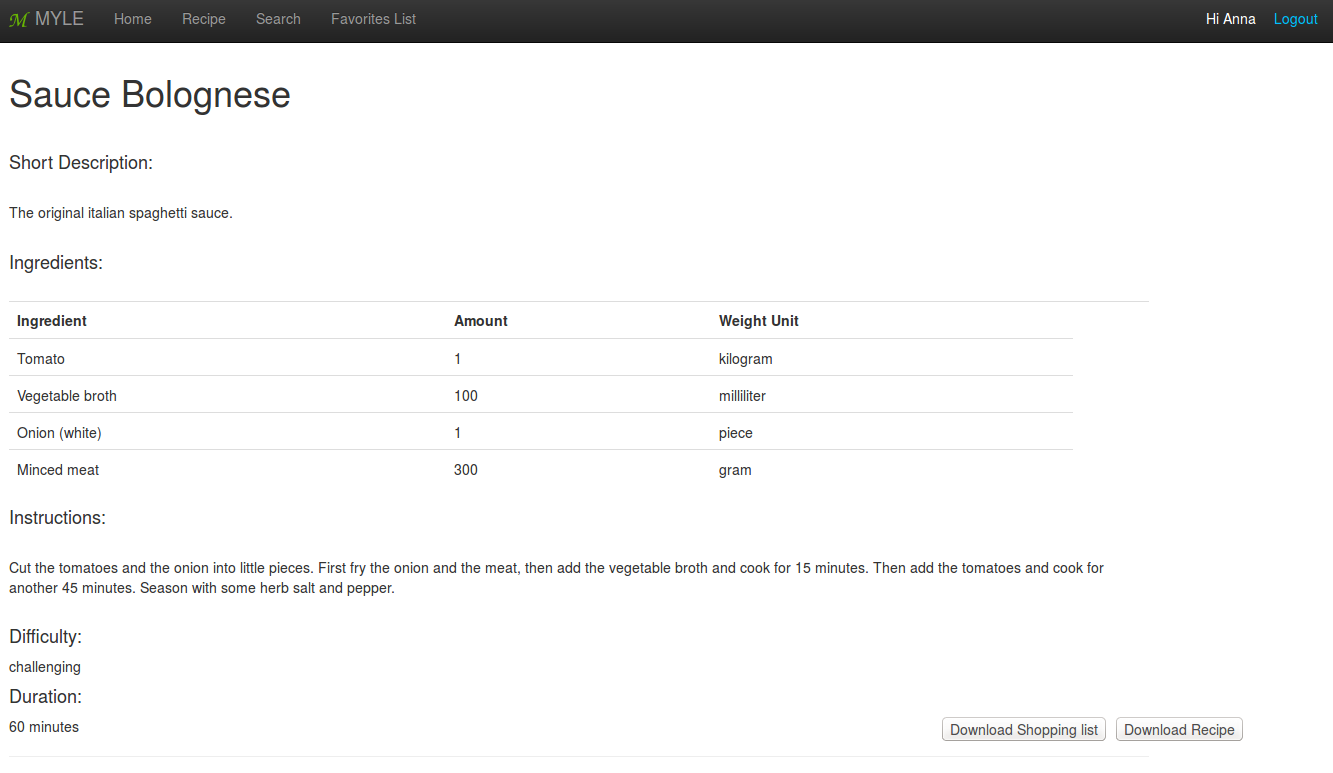 ℳ MYLE Home Recipe Search Favorites List Hi Anna Logout
Sauce Bolognese
Short Description:
The original italian spaghetti sauce.
Ingredients:
Ingredient Amount Weight Unit
Tomato 1 kilogram
Vegetable broth 100 milliliter
Onion (white) 1 piece
Minced meat 300 gram
Instructions:
Cut the tomatoes and the onion into little pieces. First fry the onion and the meat, then add the vegetable broth and cook for 15 minutes. Then add the tomatoes and cook for
another 45 minutes. Season with some herb salt and pepper.
Difficulty:
challenging
Duration:
60 minutes Download Shopping list Download Recipe